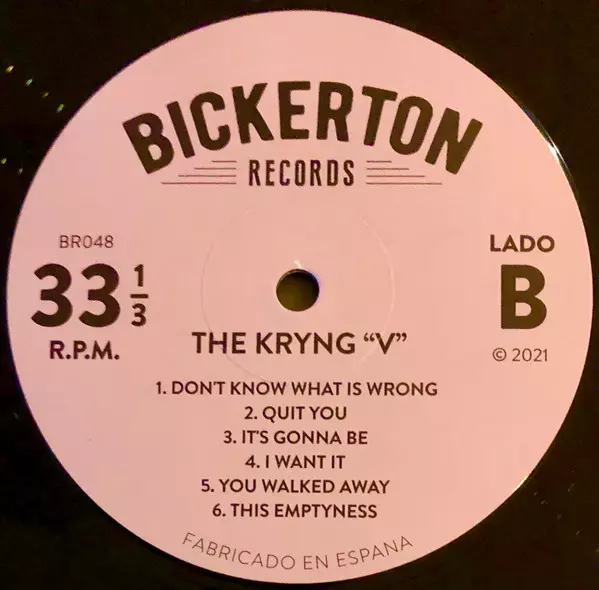 BICKERTON
RECORDS
BR048
33 1/3
R.P.M.
LADO
B
© 2021
THE KRYNG “V”
1. DON'T KNOW WHAT IS WRONG
2. QUIT YOU
3. IT'S GONNA BE
4. I WANT IT
5. YOU WALKED AWAY
6. THIS EMPTYNESS
FABRICADO EN ESPANA